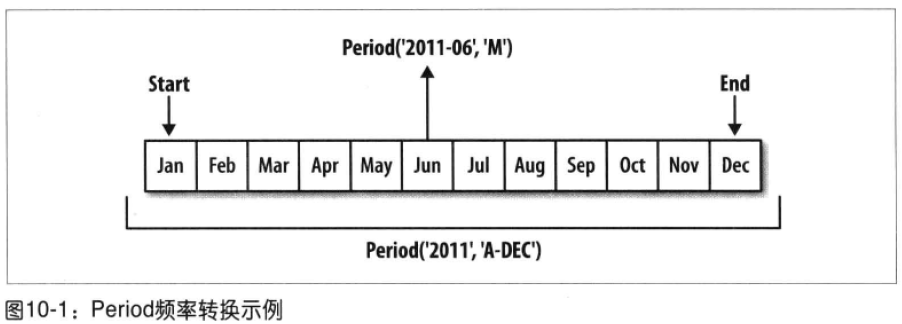 Period('2011-06', 'M')
Start End
Jan Feb Mar Apr May Jun Jul Aug Sep Oct Nov Dec
Period('2011', 'A-DEC')
图10-1：Period频率转换示例